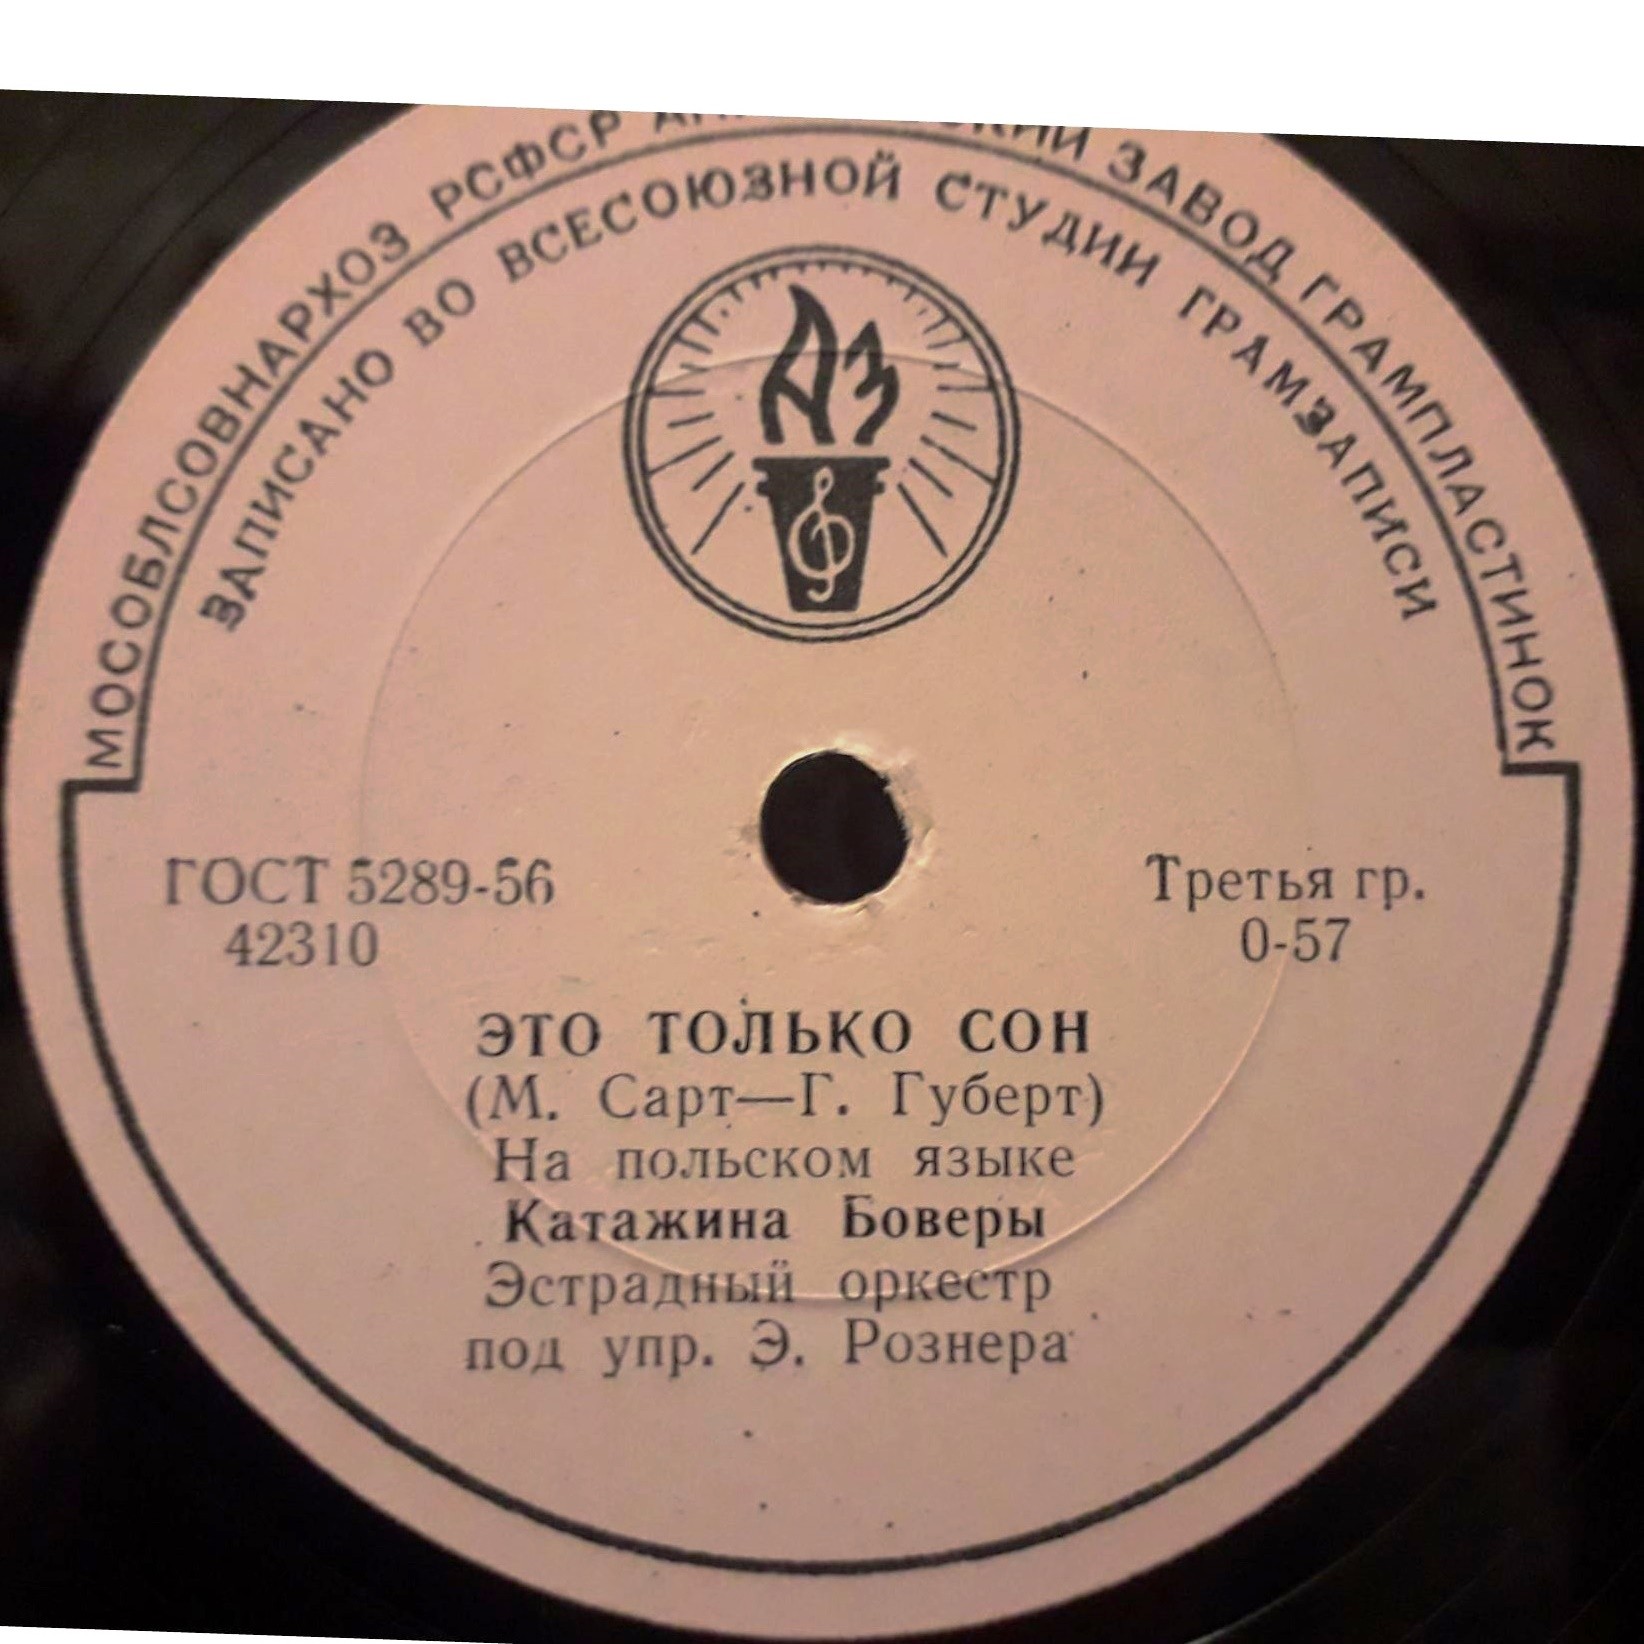 МОСОБЛСОВНАРХОЗ РСФСР ЗАВОД ГРАМПЛАСТИНОК
ЗАПИСАНО ВО ВСЕСОЮЗНОЙ СТУДИИ ГРАМЗАПИСИ
АЗ
ГОСТ 5289-56
42310
Третья гр.
0-57
ЭТО ТОЛЬКО СОН
(М. Сарт—Г. Губерт)
На польском языке
Катажина Боверы
Эстрадный оркестр
под упр. Э. Рознера